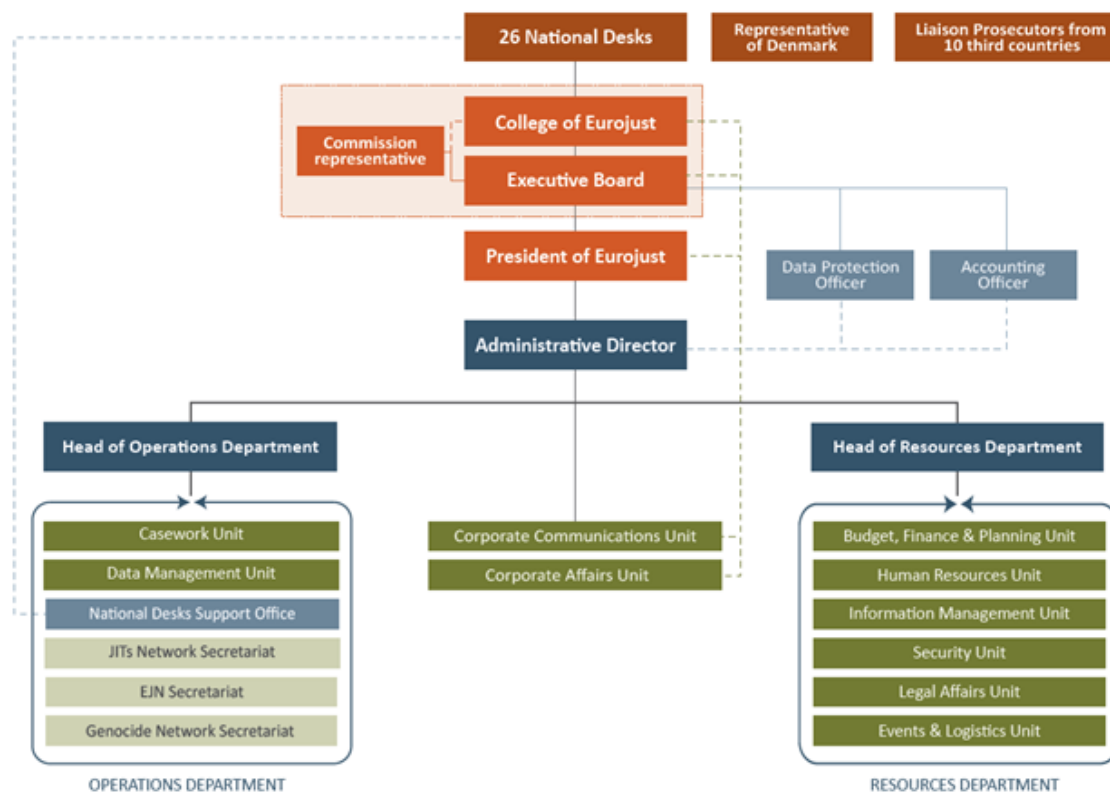 26 National Desks
Representative
of Denmark
Liaison Prosecutors from
10 third countries
College of Eurojust
Commission
representative
Executive Board
President of Eurojust
Data Protection
Officer
Accounting
Officer
Administrative Director
Head of Operations Department
Head of Resources Department
Casework Unit
Data Management Unit
National Desks Support Office
JITs Network Secretariat
EJN Secretariat
Genocide Network Secretariat
OPERATIONS DEPARTMENT
Corporate Communications Unit
Corporate Affairs Unit
Budget, Finance & Planning Unit
Human Resources Unit
Information Management Unit
Security Unit
Legal Affairs Unit
Events & Logistics Unit
RESOURCES DEPARTMENT